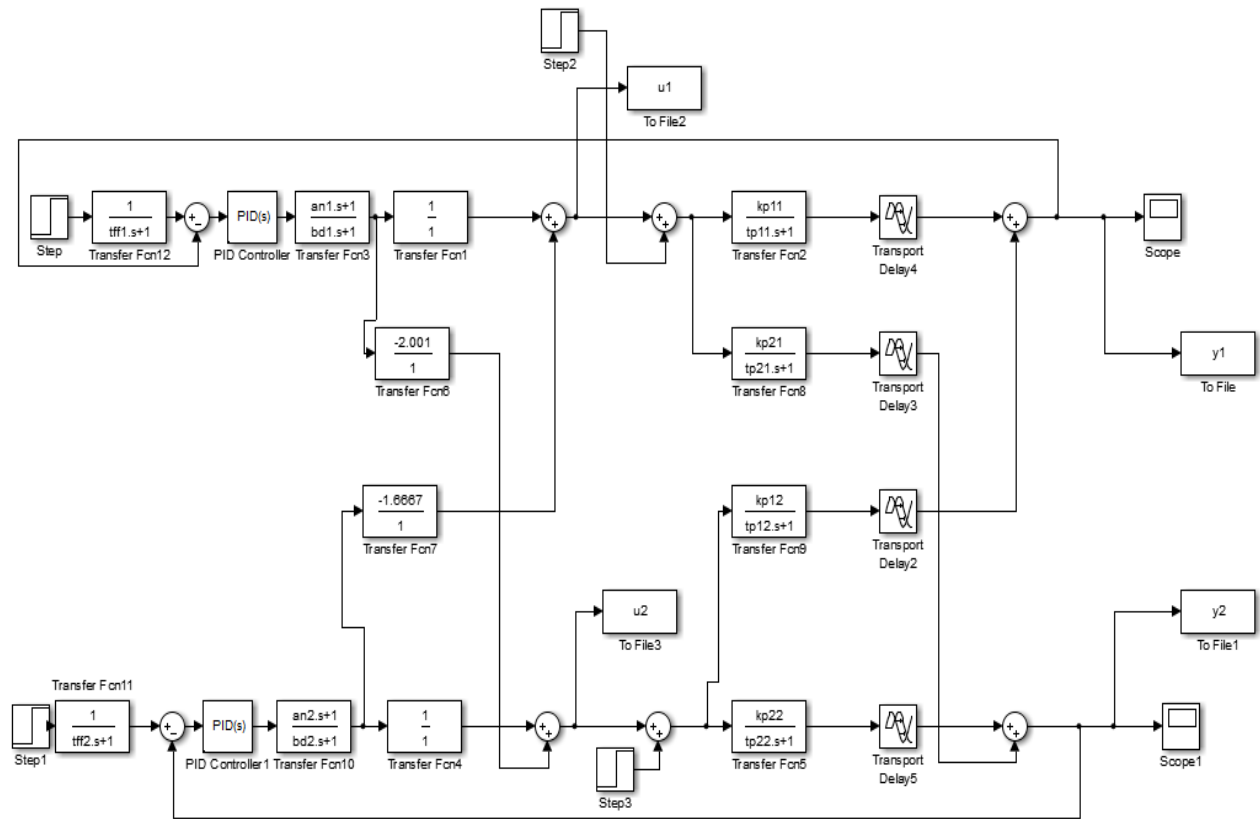 Step2
u1
To File2
Step
1
tff1.s+1
Transfer Fcn12
+
−
PID(s)
PID Controller
an1.s+1
bd1.s+1
Transfer Fcn3
1
1
Transfer Fcn1
+
+
+
+
kp11
tp11.s+1
Transfer Fcn2
Transport
Delay4
+
+
Scope
-2.001
1
Transfer Fcn6
kp21
tp21.s+1
Transfer Fcn8
Transport
Delay3
y1
To File
-1.6667
1
Transfer Fcn7
kp12
tp12.s+1
Transfer Fcn9
Transport
Delay2
u2
To File3
y2
To File1
Step1
Transfer Fcn11
1
tff2.s+1
+
−
PID(s)
PID Controller1
an2.s+1
bd2.s+1
Transfer Fcn10
1
1
Transfer Fcn4
+
+
+
+
Step3
kp22
tp22.s+1
Transfer Fcn5
Transport
Delay5
+
+
Scope1